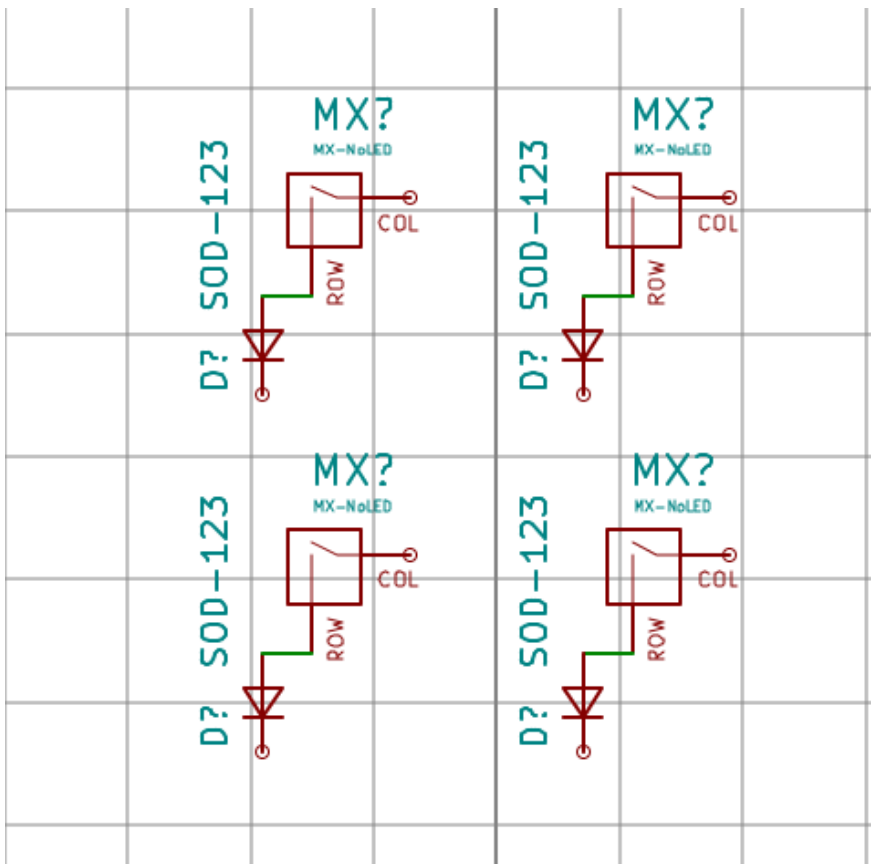 MX?
MX-NoLED
SOD-123
COL
ROW
D?
MX?
MX-NoLED
SOD-123
COL
ROW
D?
MX?
MX-NoLED
SOD-123
COL
ROW
D?
MX?
MX-NoLED
SOD-123
COL
ROW
D?